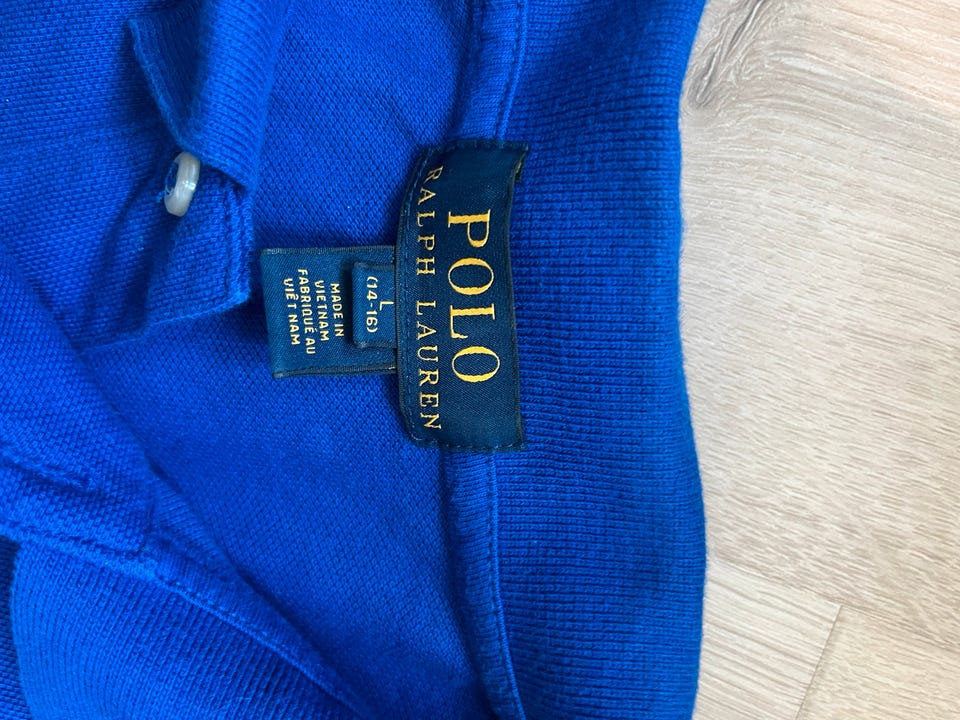 POLO
RALPH LAUREN
L
(14-16)
MADE IN
VIETNAM
FABRIQUÉ AU
VIÊT NAM